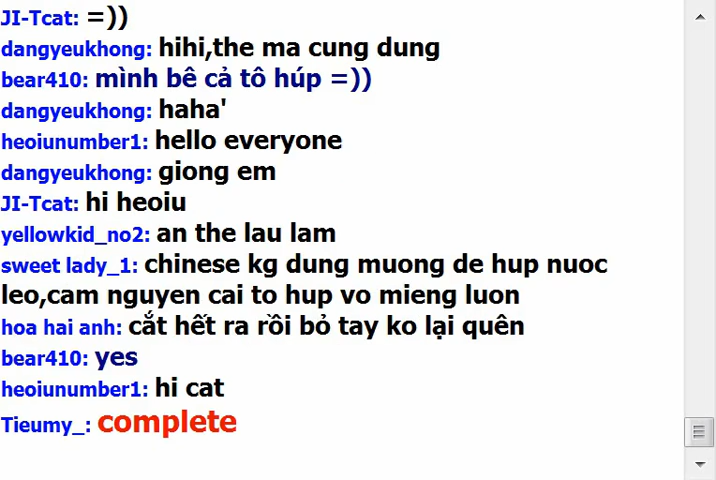 JI-Tcat: =))
dangyeukhong: hihi,the ma cung dung
bear410: mình bê cả tô húp =))
dangyeukhong: haha'
heoiunumber1: hello everyone
dangyeukhong: giong em
JI-Tcat: hi heoiu
yellowkid_no2: an the lau lam
sweet lady_1: chinese kg dung muong de hup nuoc
leo,cam nguyen cai to hup vo mieng luon
hoa hai anh: cắt hết ra rồi bỏ tay ko lại quên
bear410: yes
heoiunumber1: hi cat
Tieumy_: complete